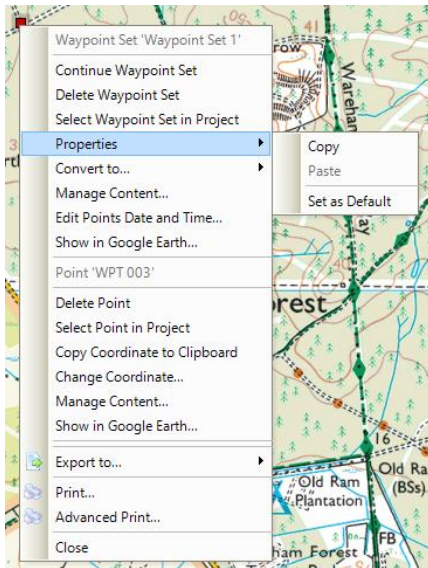 41
row
Wareham
Waypoint Set 'Waypoint Set 1'
Continue Waypoint Set
Delete Waypoint Set
Select Waypoint Set in Project
Properties
Copy
Paste
Set as Default
Convert to...
Manage Content...
Edit Points Date and Time...
Show in Google Earth...
Way
Point 'WPT 003'
40
orest
Delete Point
Select Point in Project
Copy Coordinate to Clipboard
Change Coordinate...
Manage Content...
Show in Google Earth...
16
Export to...
Old Ram
Plantation
Old Ra
(BSs)
Print...
Advanced Print...
FB
Close
ham Forest